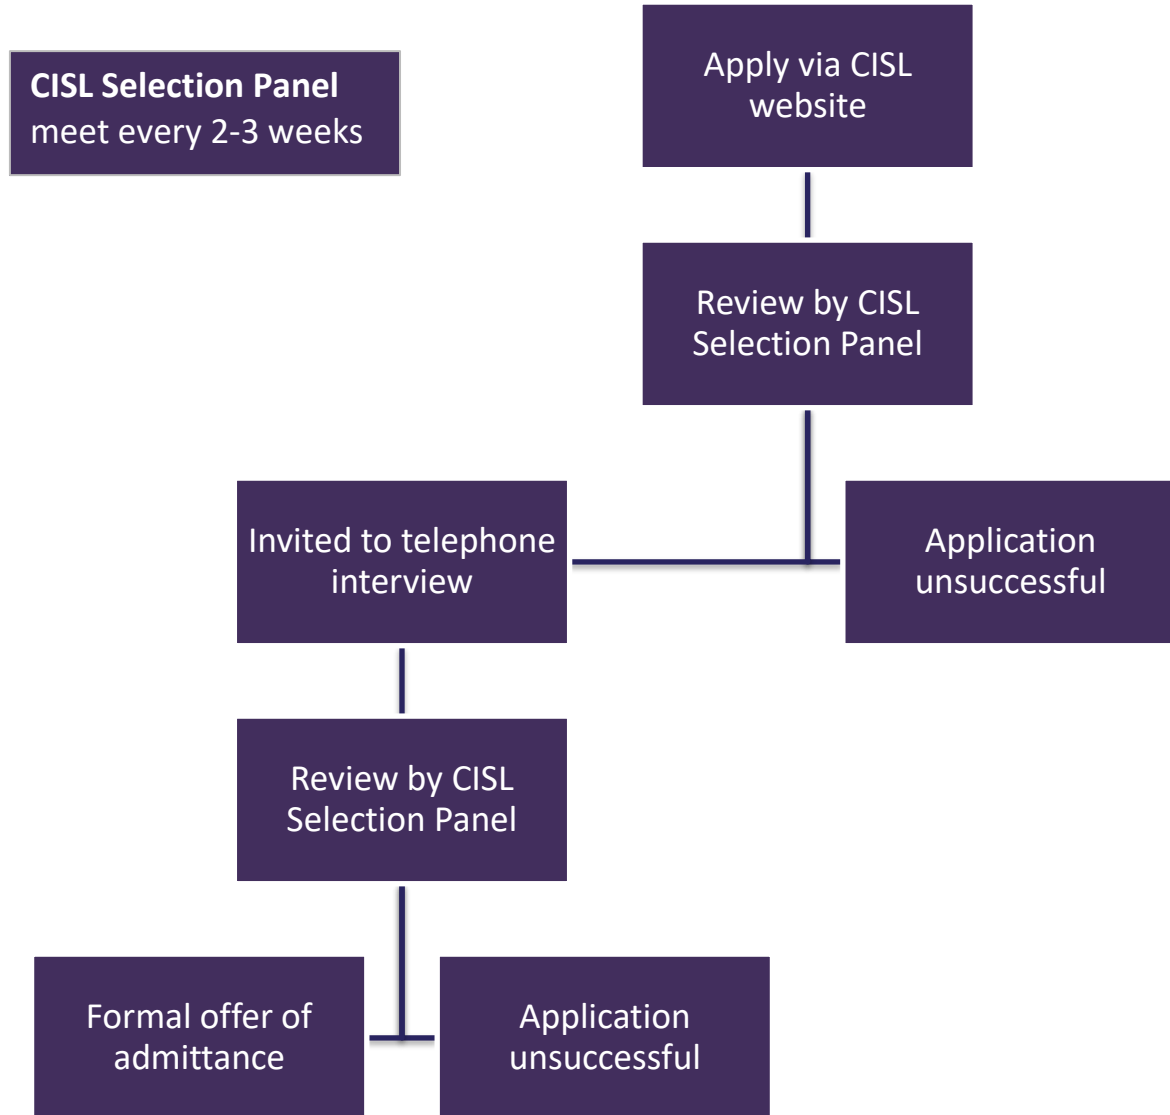 CISL Selection Panel
meet every 2-3 weeks
Apply via CISL
website
Review by CISL
Selection Panel
Invited to telephone
interview
Application
unsuccessful
Review by CISL
Selection Panel
Formal offer of
admittance
Application
unsuccessful